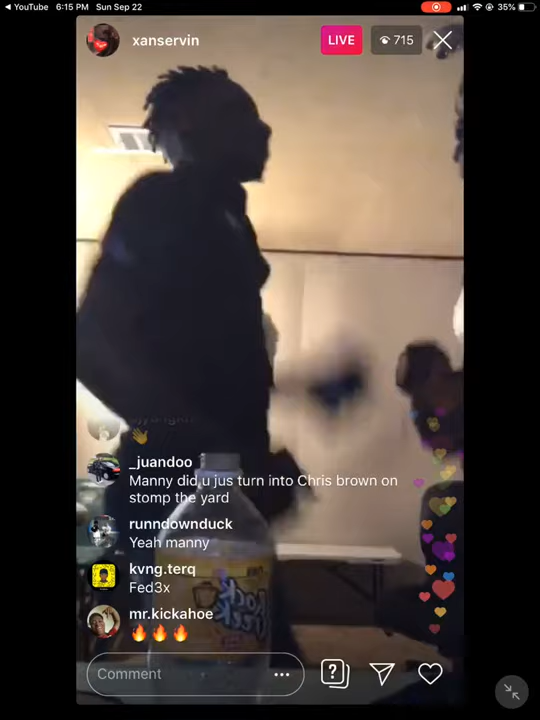 YouTube 6:15 PM Sun Sep 22
35%
xanservin
LIVE
715
_juandoo
Manny did u jus turn into Chris brown on
stomp the yard
runndownduck
Yeah manny
kvng.terq
Fed3x
mr.kickahoe
Comment